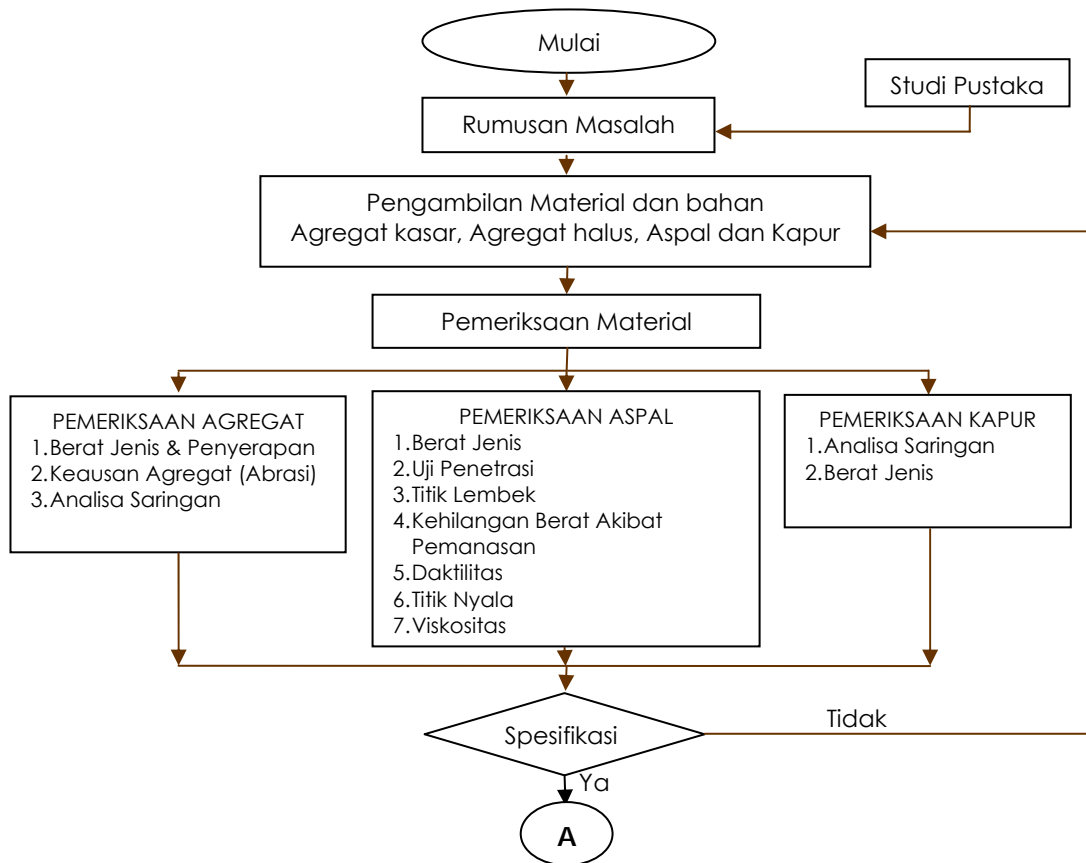 Mulai
Studi Pustaka
Rumusan Masalah
Pengambilan Material dan bahan
Agregat kasar, Agregat halus, Aspal dan Kapur
Pemeriksaan Material
PEMERIKSAAN AGREGAT
1.Berat Jenis & Penyerapan
2.Keausan Agregat (Abrasi)
3.Analisa Saringan
PEMERIKSAAN ASPAL
1.Berat Jenis
2.Uji Penetrasi
3.Titik Lembek
4.Kehilangan Berat Akibat
Pemanasan
5.Daktilitas
6.Titik Nyala
7.Viskositas
PEMERIKSAAN KAPUR
1.Analisa Saringan
2.Berat Jenis
Spesifikasi
Tidak
Ya
A